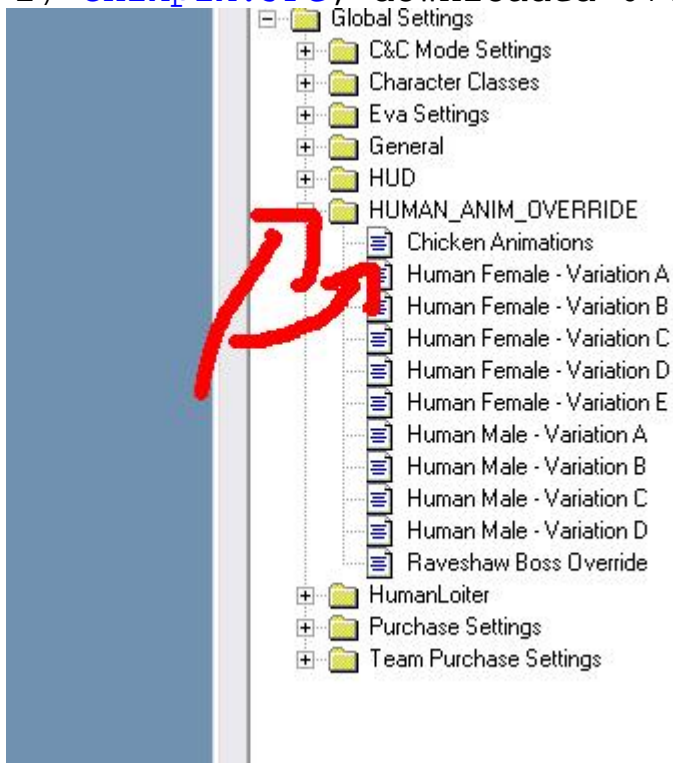 Global Settings
C&C Mode Settings
Character Classes
Eva Settings
General
HUD
HUMAN_ANIM_OVERRIDE
Chicken Animations
Human Female - Variation A
Human Female - Variation B
Human Female - Variation C
Human Female - Variation D
Human Female - Variation E
Human Male - Variation A
Human Male - Variation B
Human Male - Variation C
Human Male - Variation D
Raveshaw Boss Override
HumanLoiter
Purchase Settings
Team Purchase Settings